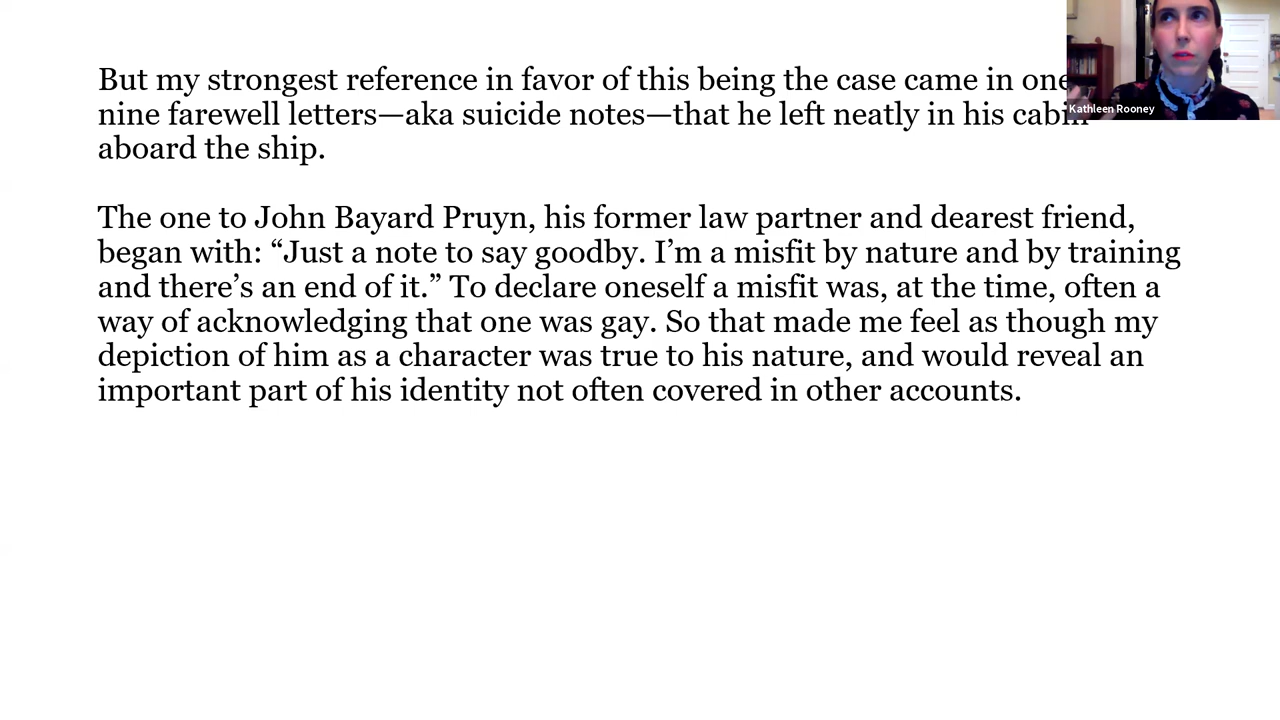 But my strongest reference in favor of this being the case came in one
nine farewell letters—aka suicide notes—that he left neatly in his cabin
aboard the ship.
The one to John Bayard Pruyn, his former law partner and dearest friend,
began with: “Just a note to say goodby. I’m a misfit by nature and by training
and there’s an end of it.” To declare oneself a misfit was, at the time, often a
way of acknowledging that one was gay. So that made me feel as though my
depiction of him as a character was true to his nature, and would reveal an
important part of his identity not often covered in other accounts.
Kathleen Rooney